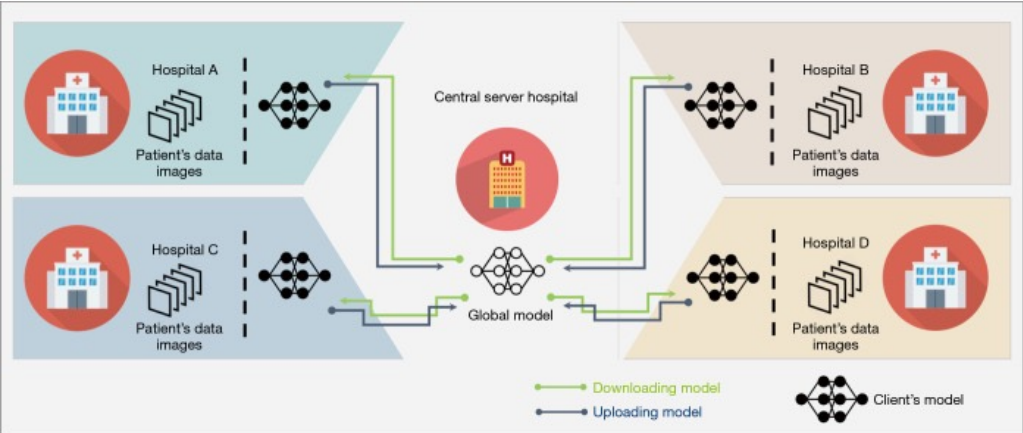 Hospital A
Patient's data
images
Central server hospital
H
Hospital B
Patient's data
images
Hospital C
Patient's data
images
Global model
Hospital D
Patient's data
images
Downloading model
Uploading model
Client's model